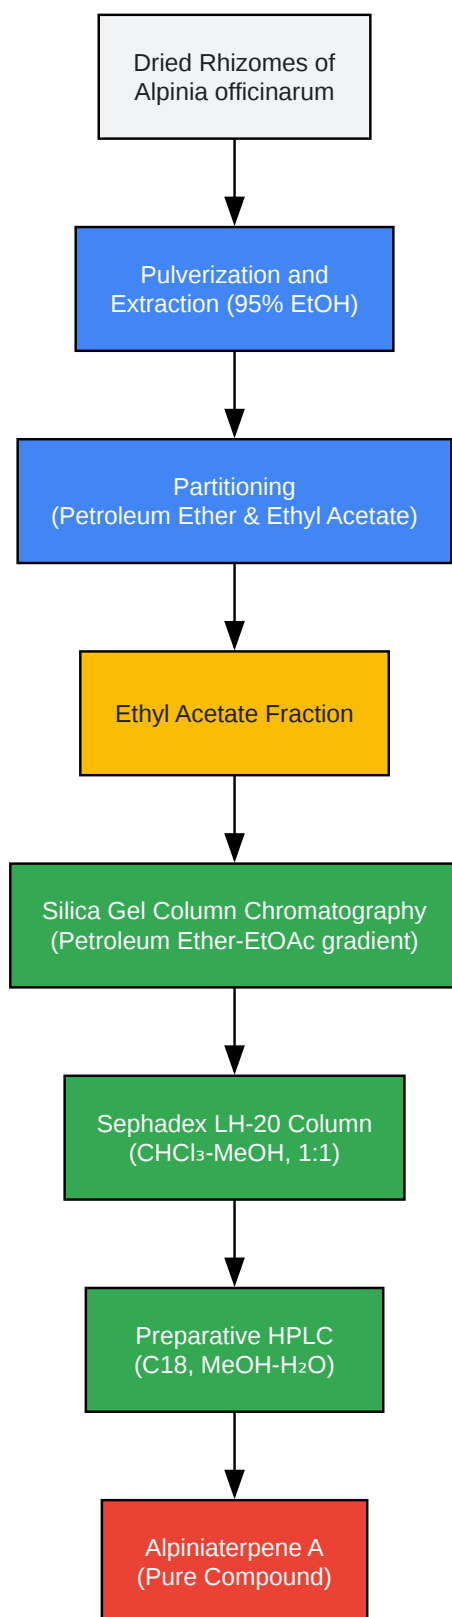 Dried Rhizomes of
Alpinia officinarum
Pulverization and
Extraction (95% EtOH)
Partitioning
(Petroleum Ether & Ethyl Acetate)
Ethyl Acetate Fraction
Silica Gel Column Chromatography
(Petroleum Ether-EtOAc gradient)
Sephadex LH-20 Column
(CHCl₃-MeOH, 1:1)
Preparative HPLC
(C18, MeOH-H₂O)
Alpiniaterpene A
(Pure Compound)